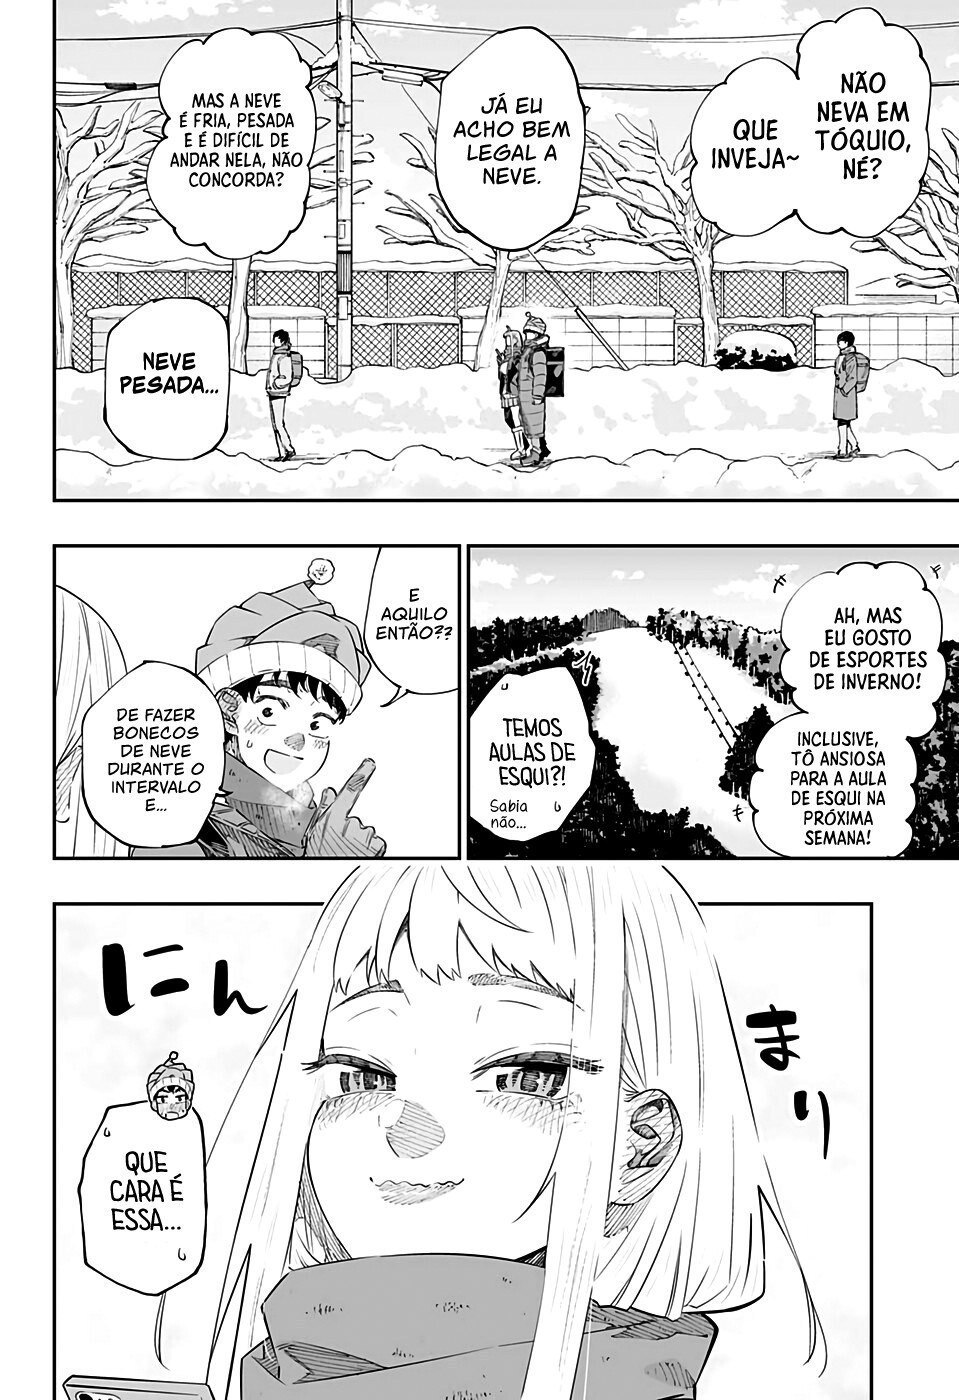 NÃO
NEVA EM
TÓQUIO,
NÉ?
QUE
INVEJA~
JÁ EU
ACHO BEM
LEGAL A
NEVE.
MAS A NEVE
É FRIA, PESADA
E É DIFÍCIL DE
ANDAR NELA, NÃO
CONCORDA?
NEVE
PESADA...
AH, MAS
EU GOSTO
DE ESPORTES
DE INVERNO!
INCLUSIVE,
TÔ ANSIOSA
PARA A AULA
DE ESQUI NA
PRÓXIMA
SEMANA!
TEMOS
AULAS DE
ESQUI?!
Sabia
não...
E
AQUILO
ENTÃO??
DE FAZER
BONECOS
DE NEVE
DURANTE O
INTERVALO
E...
にん
まり
QUE
CARA É
ESSA...